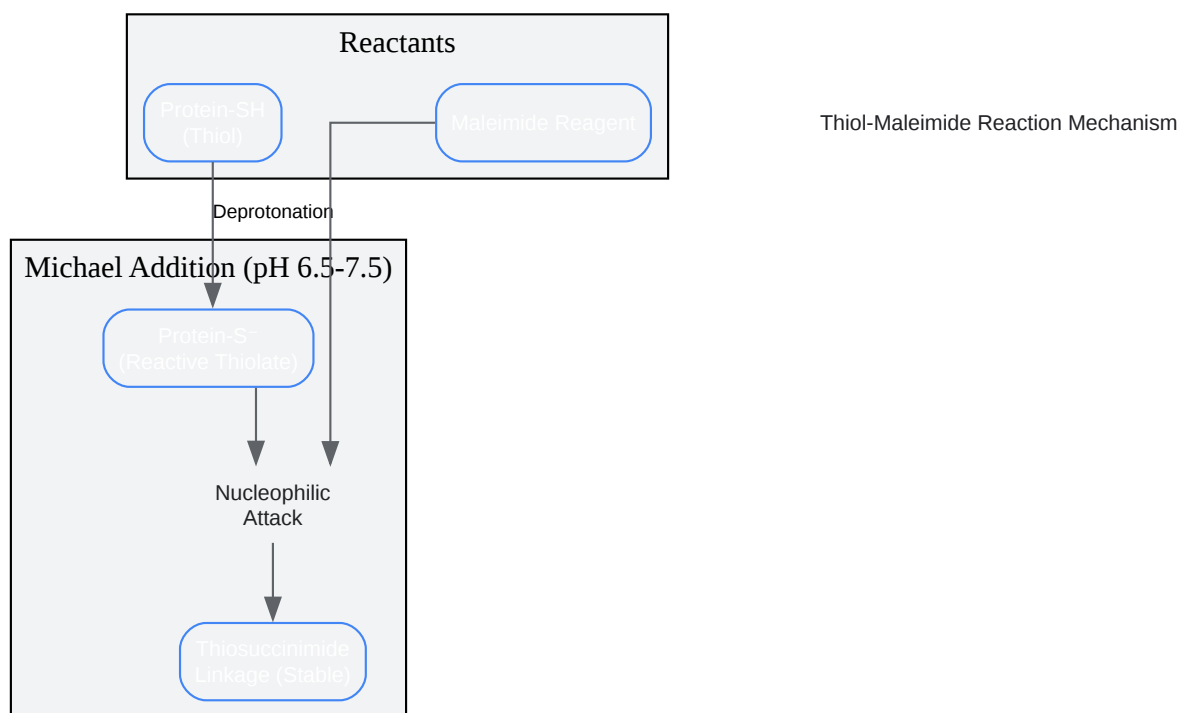 Reactants
Protein-SH
(Thiol)
Maleimide Reagent
Thiol-Maleimide Reaction Mechanism
Deprotonation
Michael Addition (pH 6.5-7.5)
Protein-S⁻
(Reactive Thiolate)
Nucleophilic
Attack
Thiosuccinimide
Linkage (Stable)